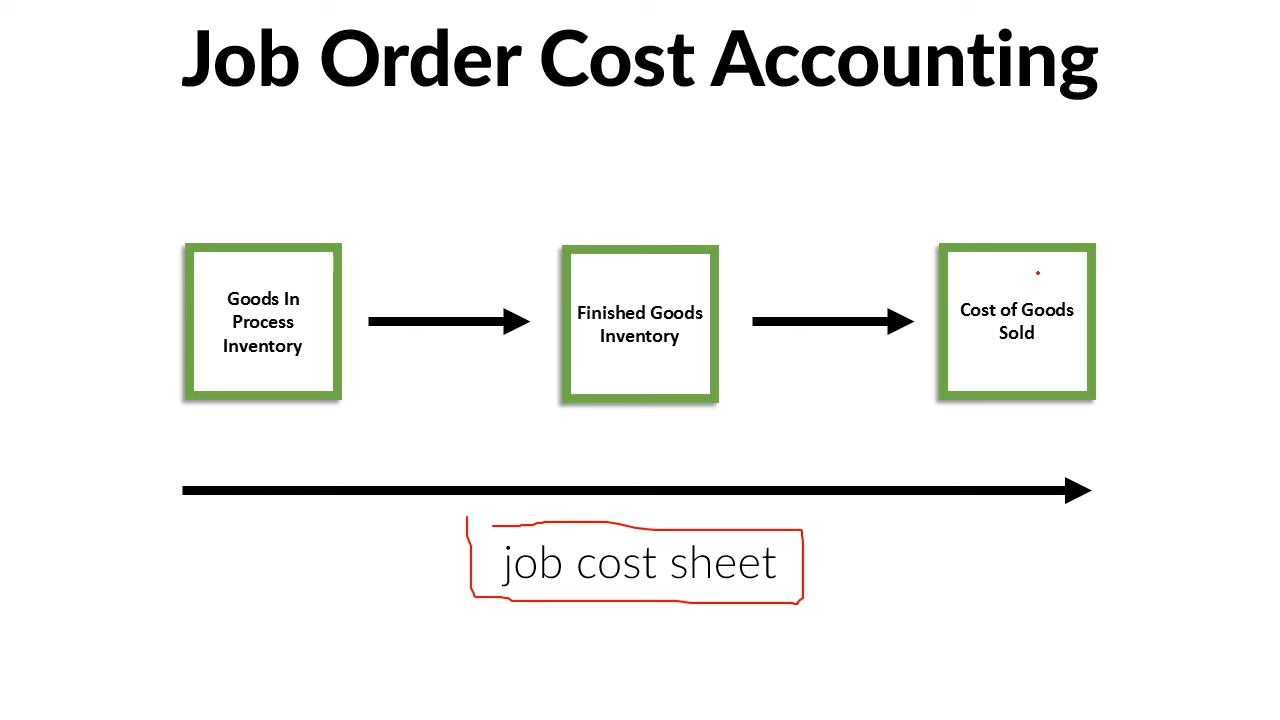 Job Order Cost Accounting
Goods In
Process
Inventory
Finished Goods
Inventory
Cost of Goods
Sold
job cost sheet